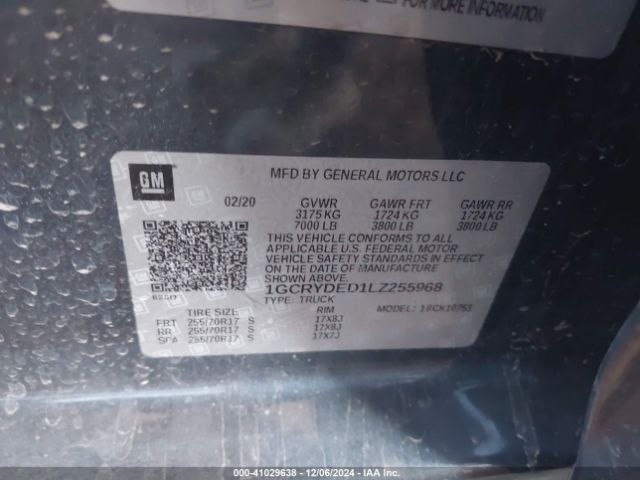 FOR MORE INFORMATION
GM
MFD BY GENERAL MOTORS LLC
02/20 GVWR GAWR FRT GAWR RR
3175 KG 1724 KG 1724 KG
7000 LB 3800 LB 3800 LB
THIS VEHICLE CONFORMS TO ALL
APPLICABLE U.S. FEDERAL MOTOR
VEHICLE SAFETY STANDARDS
IN EFFECT ON THE DATE OF MANUFACTURE
SHOWN ABOVE.
1GCRYDED1LZ255968
TYPE: TRUCK
TIRE SIZE RIM MODEL:
FRT 255/70R17 S 17X8J
RR 255/70R17 S 17X8J
SPA 255/70R17 S 17X7J
000-41029638 - 12/06/2024 - IAA Inc.